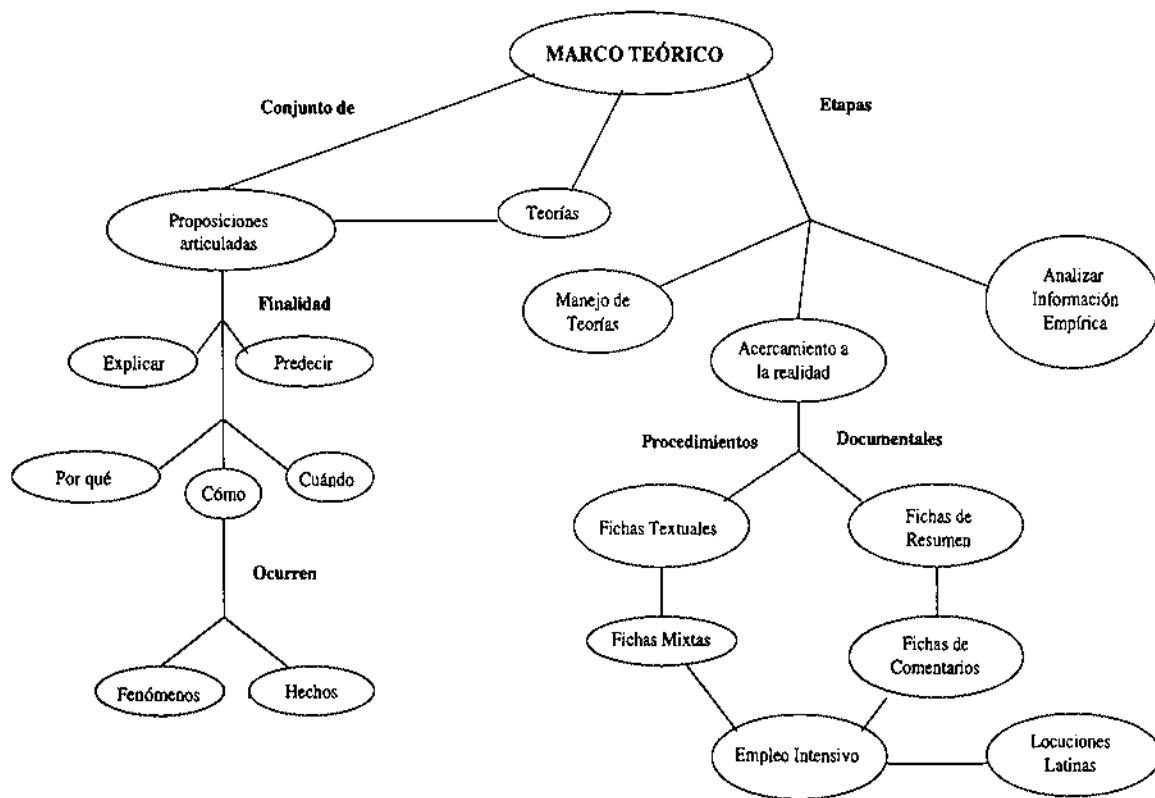 MARCO TEÓRICO
Conjunto de
Etapas
Proposiciones
articuladas
Teorías
Manejo de
Teorías
Analizar
Información
Empírica
Finalidad
Explicar
Predecir
Acercamiento a
la realidad
Procedimientos
Documentales
Por qué
Cómo
Cuándo
Fichas Textuales
Fichas de
Resumen
Ocurren
Fichas Mixtas
Fichas de
Comentarios
Fenómenos
Hechos
Empleo Intensivo
Locuciones
Latinas